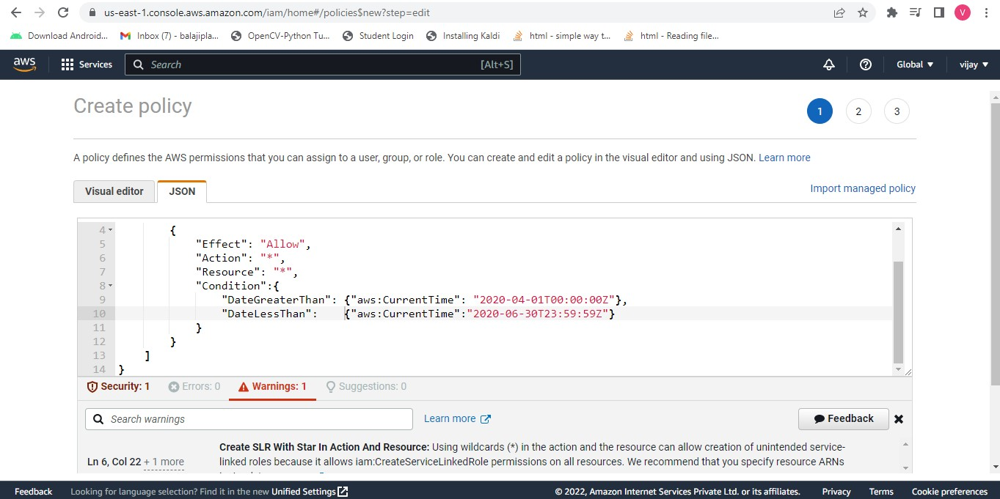 us-east-1.console.aws.amazon.com/iam/home#/policies$new?step=edit
V
Download Android... Inbox (7) - balajipla... OpenCV-Python Tu... Student Login Installing Kaldi html - simple way t... html - Reading file...
aws Services Search [Alt+S] Global vijay
Create policy
1 2 3
A policy defines the AWS permissions that you can assign to a user, group, or role. You can create and edit a policy in the visual editor and using JSON. Learn more
Visual editor JSON Import managed policy
4 {
5 "Effect": "Allow",
6 "Action": "*",
7 "Resource": "*",
8 "Condition":{
9 "DateGreaterThan": {"aws:CurrentTime": "2020-04-01T00:00:00Z"},
10 "DateLessThan": {"aws:CurrentTime":"2020-06-30T23:59:59Z"}
11 }
12 }
13 ]
14 }
Security: 1 Errors: 0 Warnings: 1 Suggestions: 0
Search warnings Learn more Feedback
Create SLR With Star In Action And Resource: Using wildcards (*) in the action and the resource can allow creation of unintended service-
Ln 6, Col 22 + 1 more linked roles because it allows iam:CreateServiceLinkedRole permissions on all resources. We recommend that you specify resource ARNs
Feedback Looking for language selection? Find it in the new Unified Settings © 2022, Amazon Internet Services Private Ltd. or its affiliates. Privacy Terms Cookie preferences